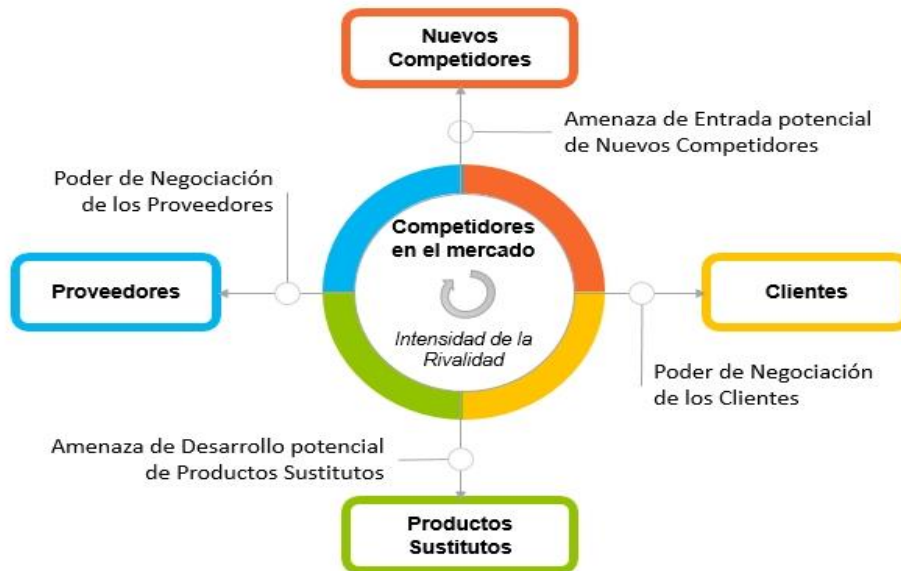 Nuevos
Competidores
Amenaza de Entrada potencial
de Nuevos Competidores
Poder de Negociación
de los Proveedores
Competidores
en el mercado
Proveedores
Clientes
Intensidad de la
Rivalidad
Poder de Negociación
de los Clientes
Amenaza de Desarrollo potencial
de Productos Sustitutos
Productos
Sustitutos